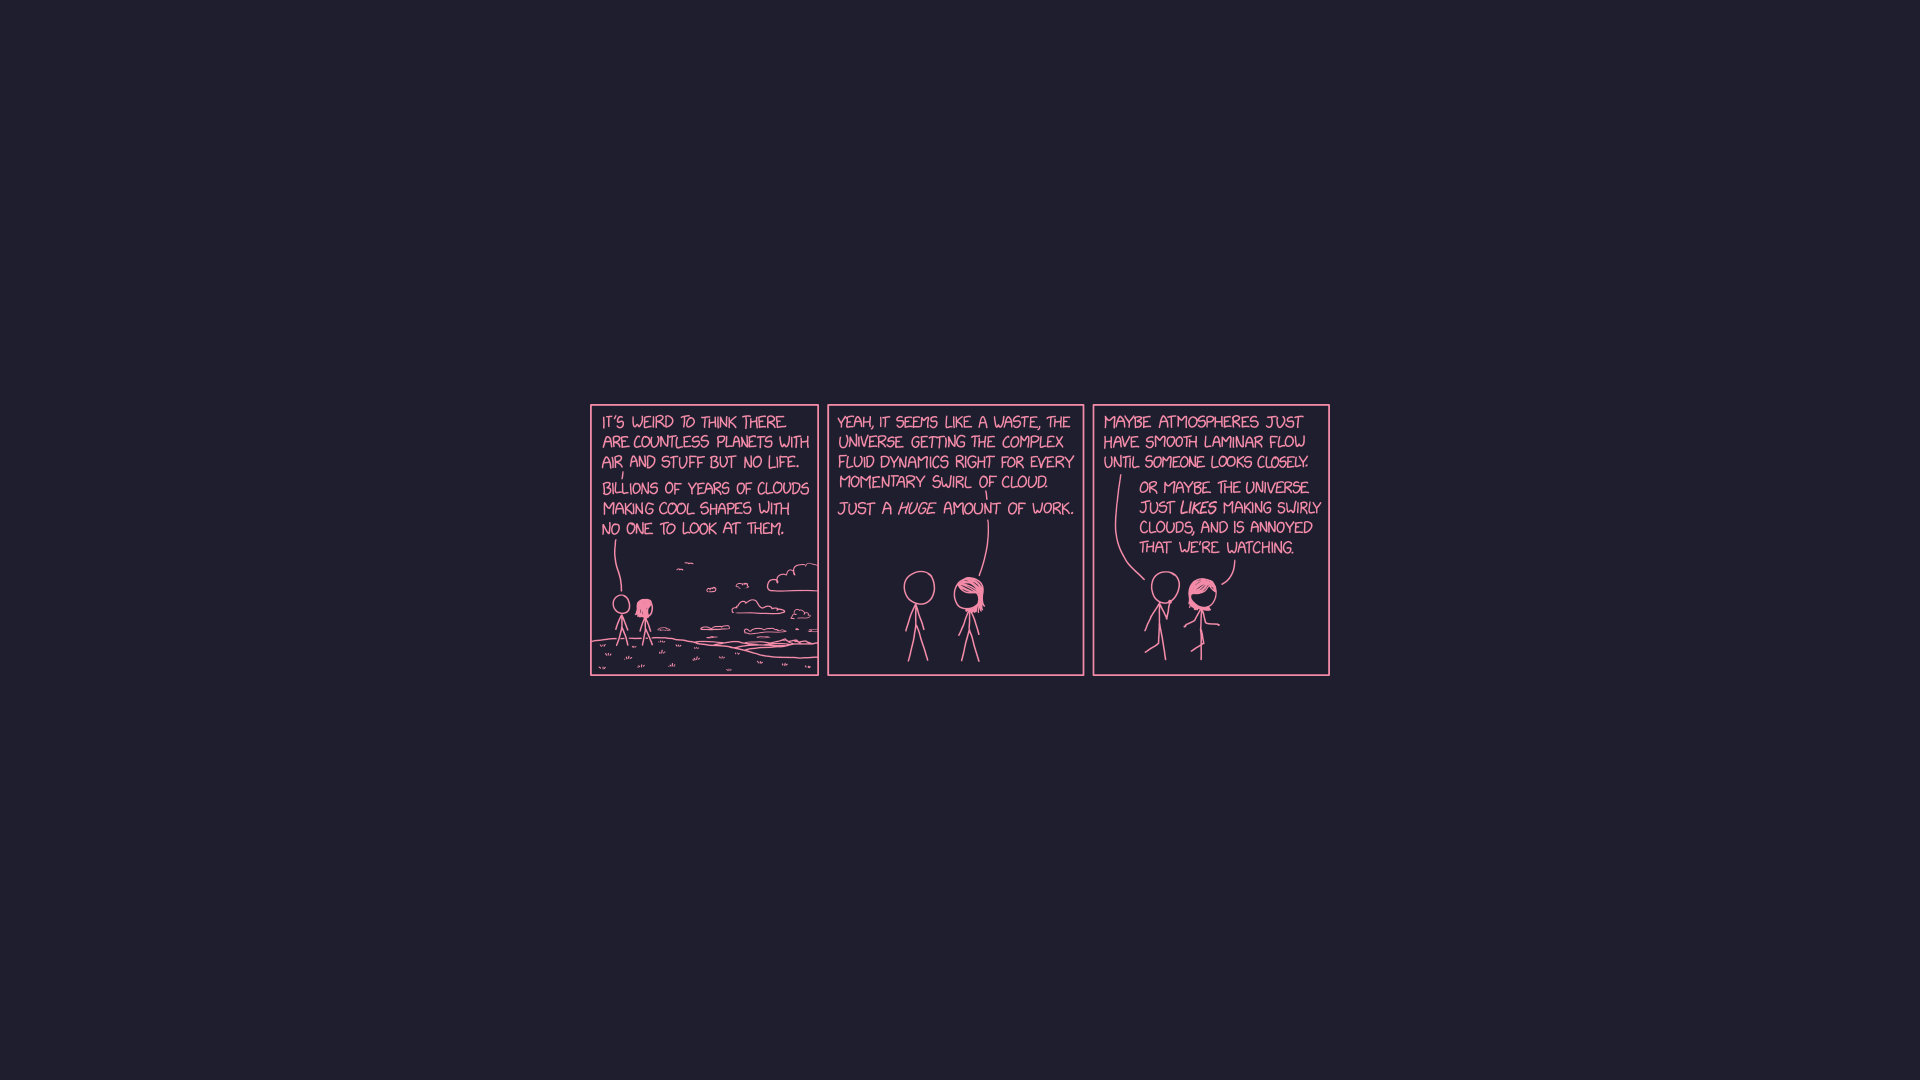 IT'S WEIRD TO THINK THERE
ARE COUNTLESS PLANETS WITH
AIR AND STUFF BUT NO LIFE.
BILLIONS OF YEARS OF CLOUDS
MAKING COOL SHAPES WITH
NO ONE TO LOOK AT THEM.
YEAH, IT SEEMS LIKE A WASTE, THE
UNIVERSE GETTING THE COMPLEX
FLUID DYNAMICS RIGHT FOR EVERY
MOMENTARY SWIRL OF CLOUD.
JUST A HUGE AMOUNT OF WORK.
MAYBE ATMOSPHERES JUST
HAVE SMOOTH LAMINAR FLOW
UNTIL SOMEONE LOOKS CLOSELY.
OR MAYBE THE UNIVERSE
JUST LIKES MAKING SWIRLY
CLOUDS, AND IS ANNOYED
THAT WE'RE WATCHING.